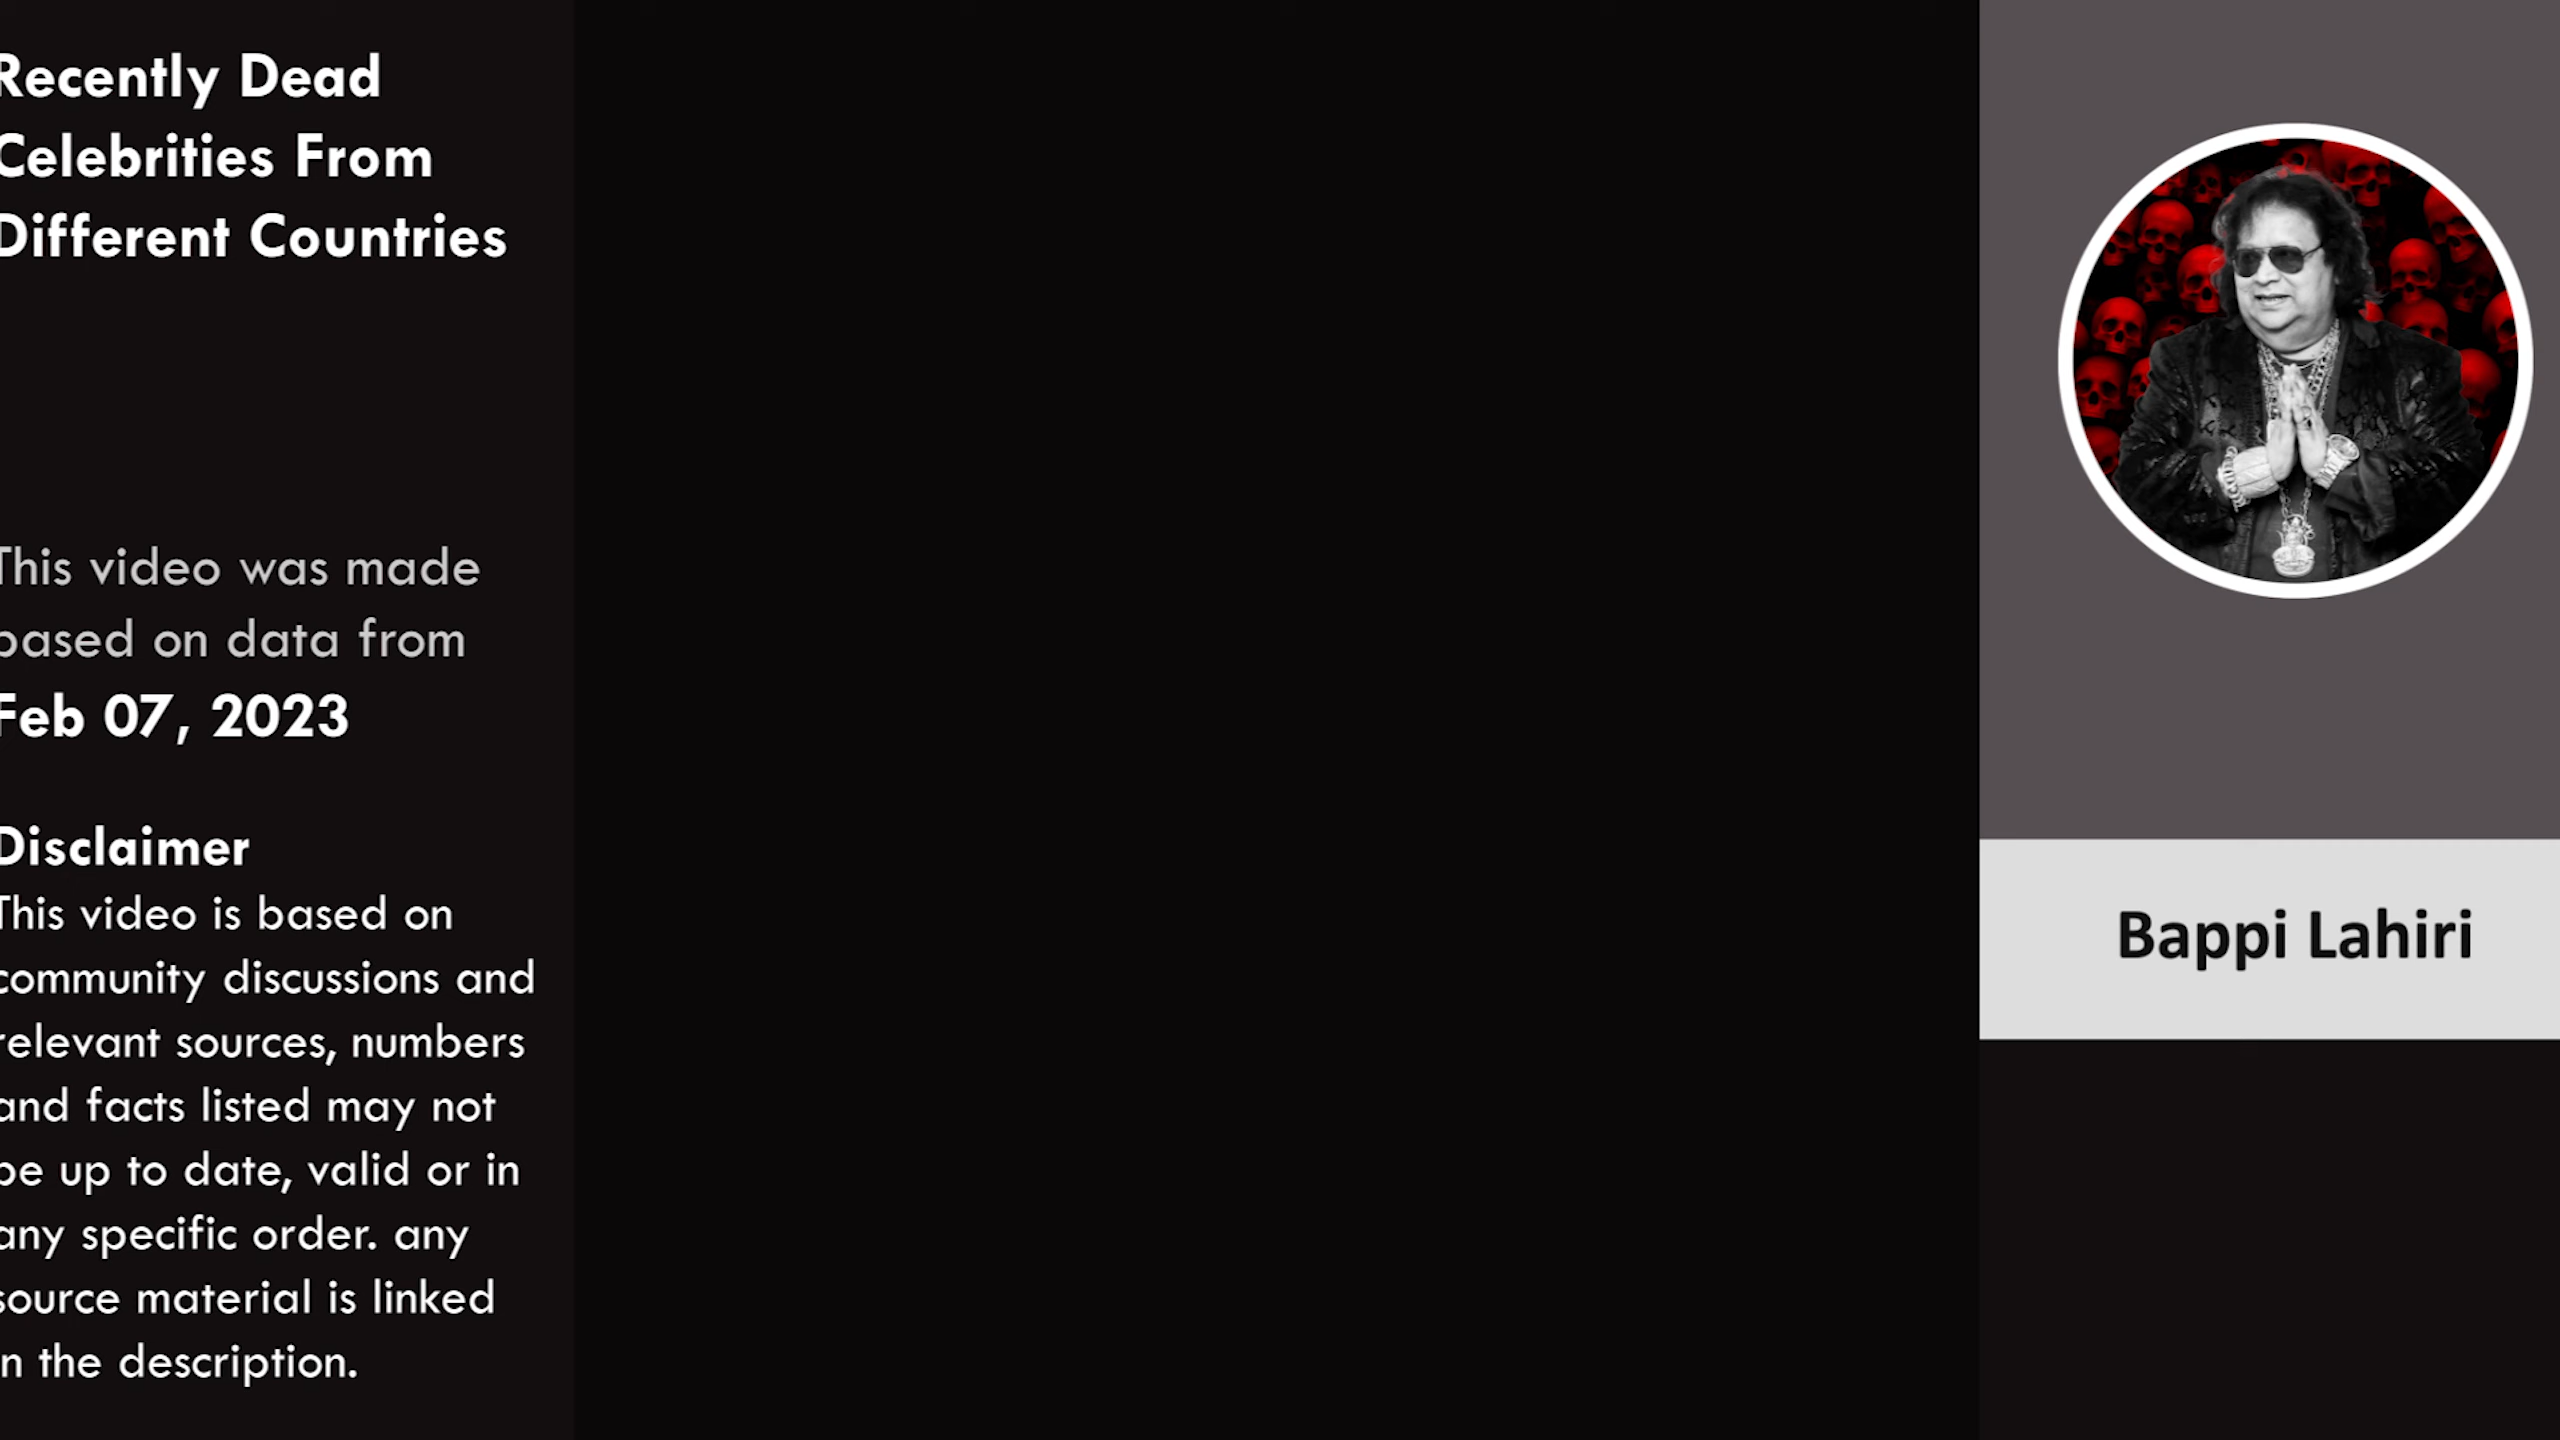 Recently Dead
Celebrities From
Different Countries
This video was made
based on data from
Feb 07, 2023
Disclaimer
This video is based on
community discussions and
relevant sources, numbers
and facts listed may not
be up to date, valid or in
any specific order. any
source material is linked
in the description.
Bappi Lahiri